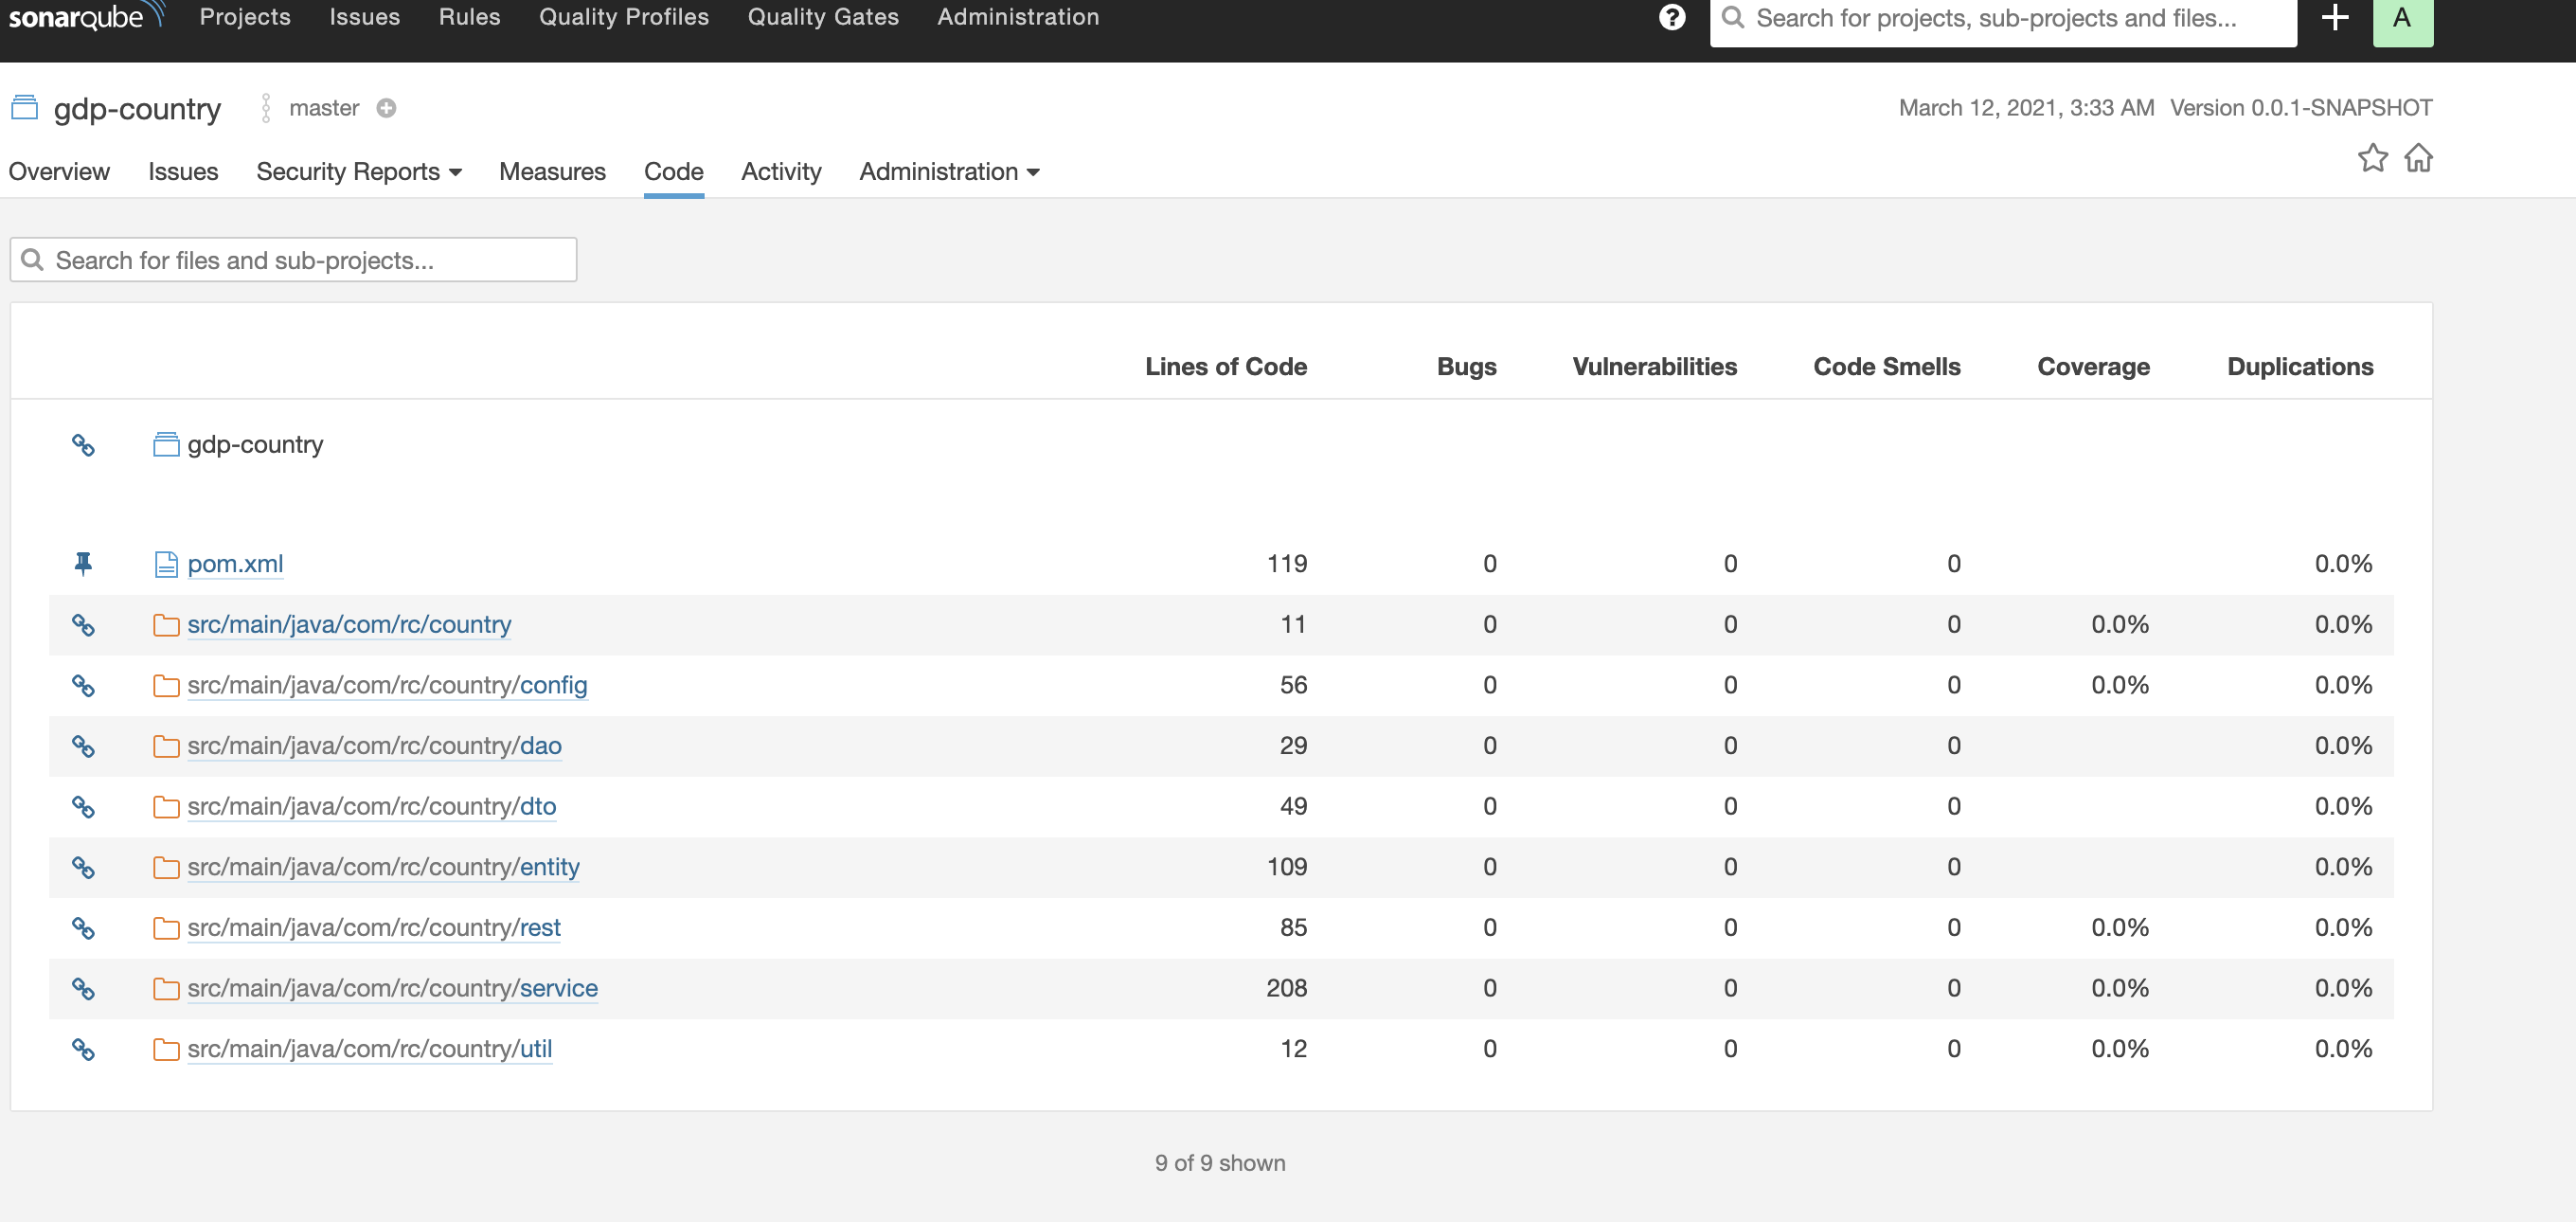 sonarqube Projects Issues Rules Quality Profiles Quality Gates Administration ? Search for projects, sub-projects and files... + A
gdp-country master March 12, 2021, 3:33 AM Version 0.0.1-SNAPSHOT
Overview Issues Security Reports Measures Code Activity Administration
Search for files and sub-projects...
Lines of Code Bugs Vulnerabilities Code Smells Coverage Duplications
gdp-country
pom.xml 119 0 0 0 0.0%
src/main/java/com/rc/country 11 0 0 0 0.0% 0.0%
src/main/java/com/rc/country/config 56 0 0 0 0.0% 0.0%
src/main/java/com/rc/country/dao 29 0 0 0 0.0%
src/main/java/com/rc/country/dto 49 0 0 0 0.0%
src/main/java/com/rc/country/entity 109 0 0 0 0.0%
src/main/java/com/rc/country/rest 85 0 0 0 0.0% 0.0%
src/main/java/com/rc/country/service 208 0 0 0 0.0% 0.0%
src/main/java/com/rc/country/util 12 0 0 0 0.0% 0.0%
9 of 9 shown